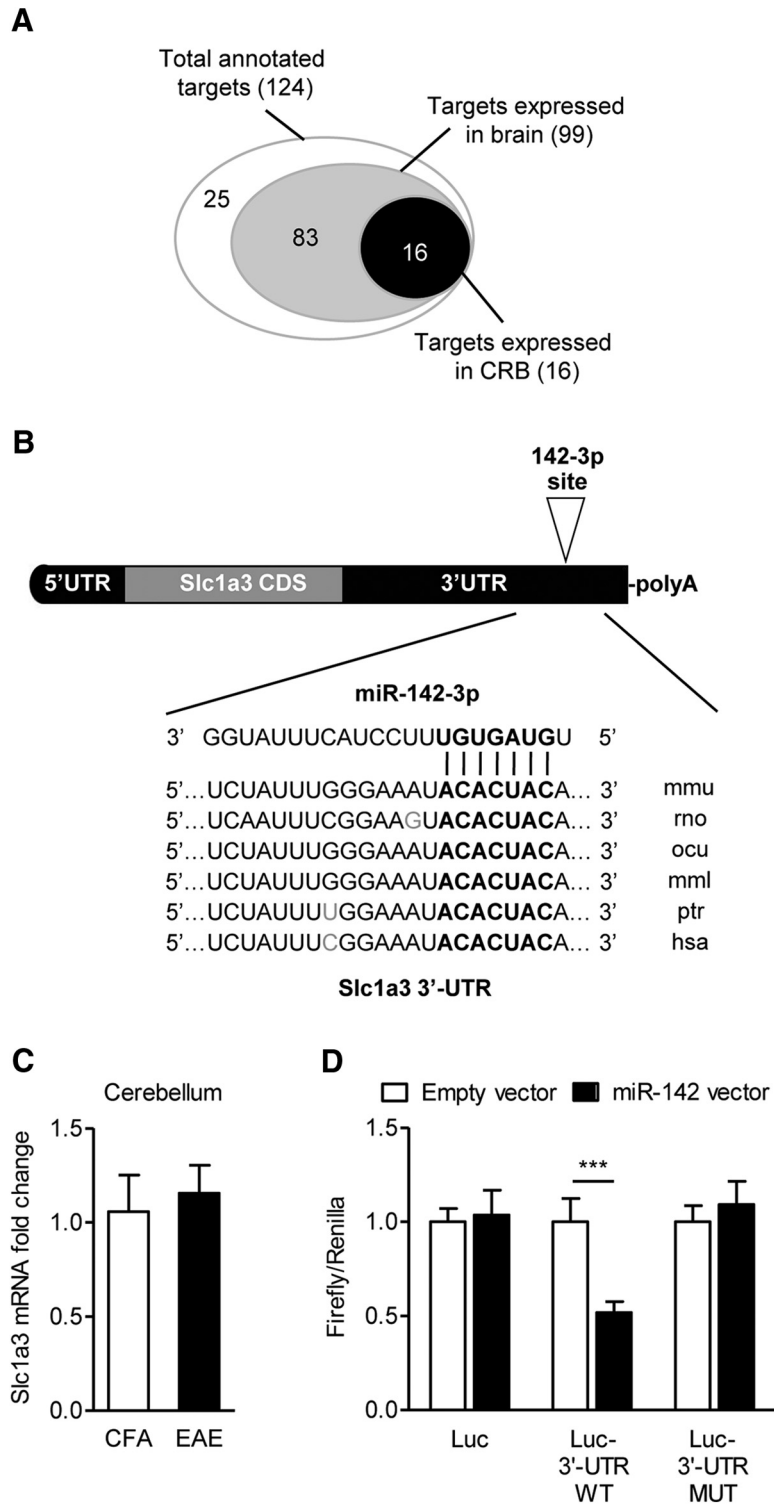 A
Total annotated
targets (124)
Targets expressed
in brain (99)
25
83
16
Targets expressed
in CRB (16)
B
142-3p
site
5’UTR Slc1a3 CDS 3’UTR -polyA
miR-142-3p
3’ GGUAUUUCAUCCUUUGUGAUGU 5’
5’…UCUAUUUGGGAAAUACACUACA… 3’ mmu
5’…UCAAUUUCGGAAGUACACUACA… 3’ rno
5’…UCUAUUUGGGAAAUACACUACA… 3’ ocu
5’…UCUAUUUGGGAAAUACACUACA… 3’ mml
5’…UCUAUUUUGGAAAUACACUACA… 3’ ptr
5’…UCUAUUUCGGAAAUACACUACA… 3’ hsa
Slc1a3 3’-UTR
C
Cerebellum
Slc1a3 mRNA fold change
1.5
1.0
0.5
0.0
CFA EAE
D
Empty vector miR-142 vector
Firefly/Renilla
1.5
1.0
0.5
0.0
***
Luc
Luc-
3'-UTR
WT
Luc-
3'-UTR
MUT